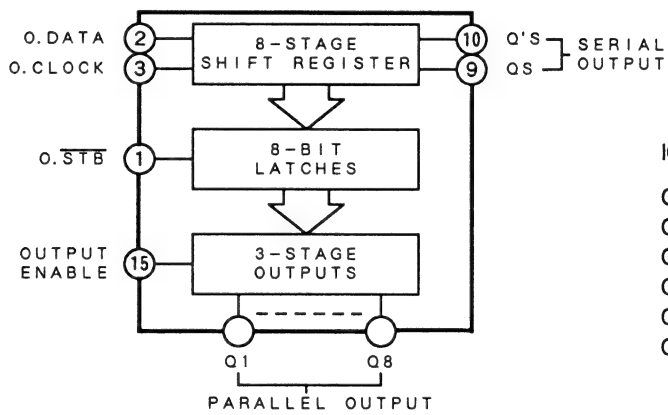 O.DATA 2 8-STAGE 10 Q'S SERIAL
O.CLOCK 3 SHIFT REGISTER 9 QS OUTPUT
O.STB 1 8-BIT
LATCHES
OUTPUT
ENABLE 15 3-STAGE
OUTPUTS
Q1 Q8
PARALLEL OUTPUT